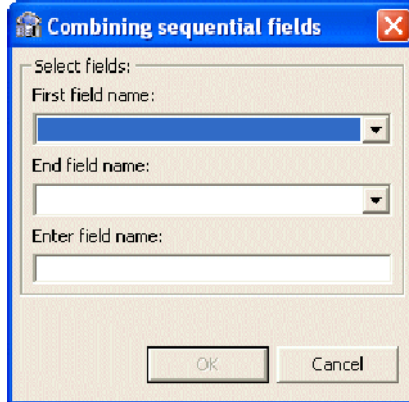 Combining sequential fields
Select fields:
First field name:
End field name:
Enter field name:
OK
Cancel